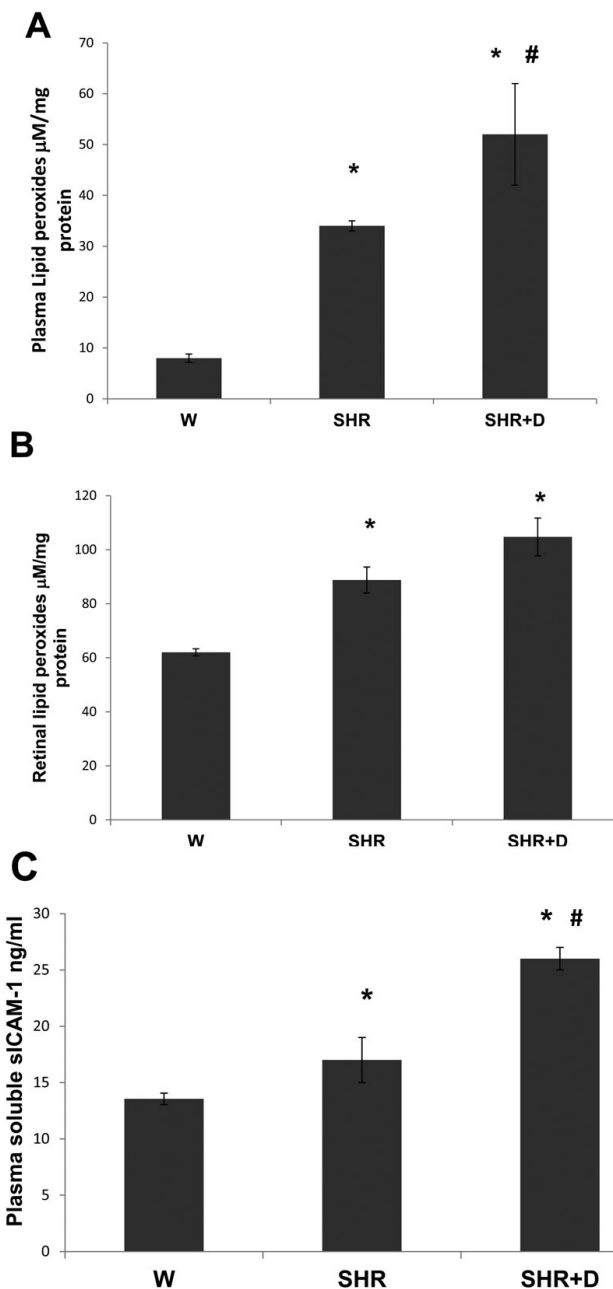 A
Plasma Lipid peroxides µM/mg
protein
70
60
50
40
30
20
10
0
*
* #
W SHR SHR+D
B
Retinal lipid peroxides µM/mg
protein
120
100
80
60
40
20
0
*
*
W SHR SHR+D
C
Plasma soluble sICAM-1 ng/ml
30
25
20
15
10
5
0
*
* #
W SHR SHR+D